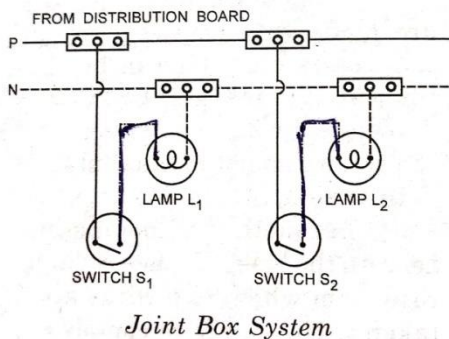 FROM DISTRIBUTION BOARD
P
N
LAMP L1
LAMP L2
SWITCH S1
SWITCH S2
Joint Box System